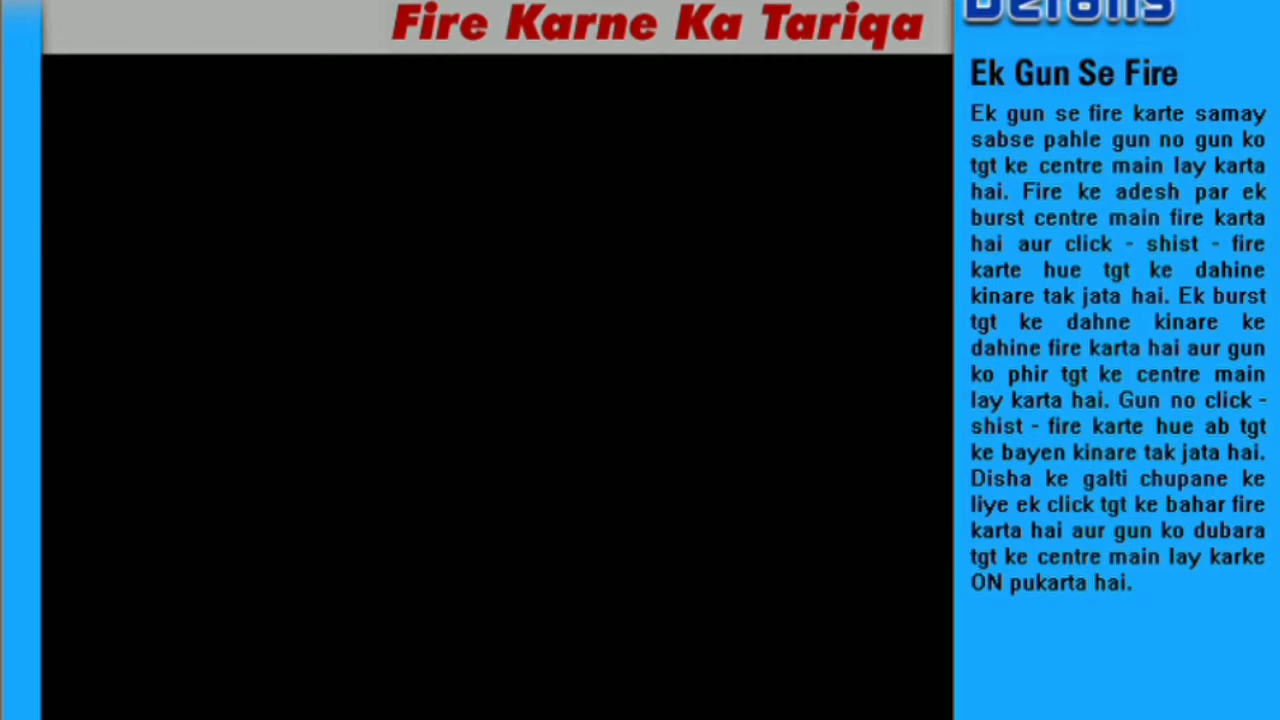 Fire Karne Ka Tariqa
Details
Ek Gun Se Fire
Ek gun se fire karte samay
sabse pahle gun no gun ko
tgt ke centre main lay karta
hai. Fire ke adesh par ek
burst centre main fire karta
hai aur click - shist - fire
karte hue tgt ke dahine
kinare tak jata hai. Ek burst
tgt ke dahne kinare ke
dahine fire karta hai aur gun
ko phir tgt ke centre main
lay karta hai. Gun no click -
shist - fire karte hue ab tgt
ke bayen kinare tak jata hai.
Disha ke galti chupane ke
liye ek click tgt ke bahar fire
karta hai aur gun ko dubara
tgt ke centre main lay karke
ON pukarta hai.